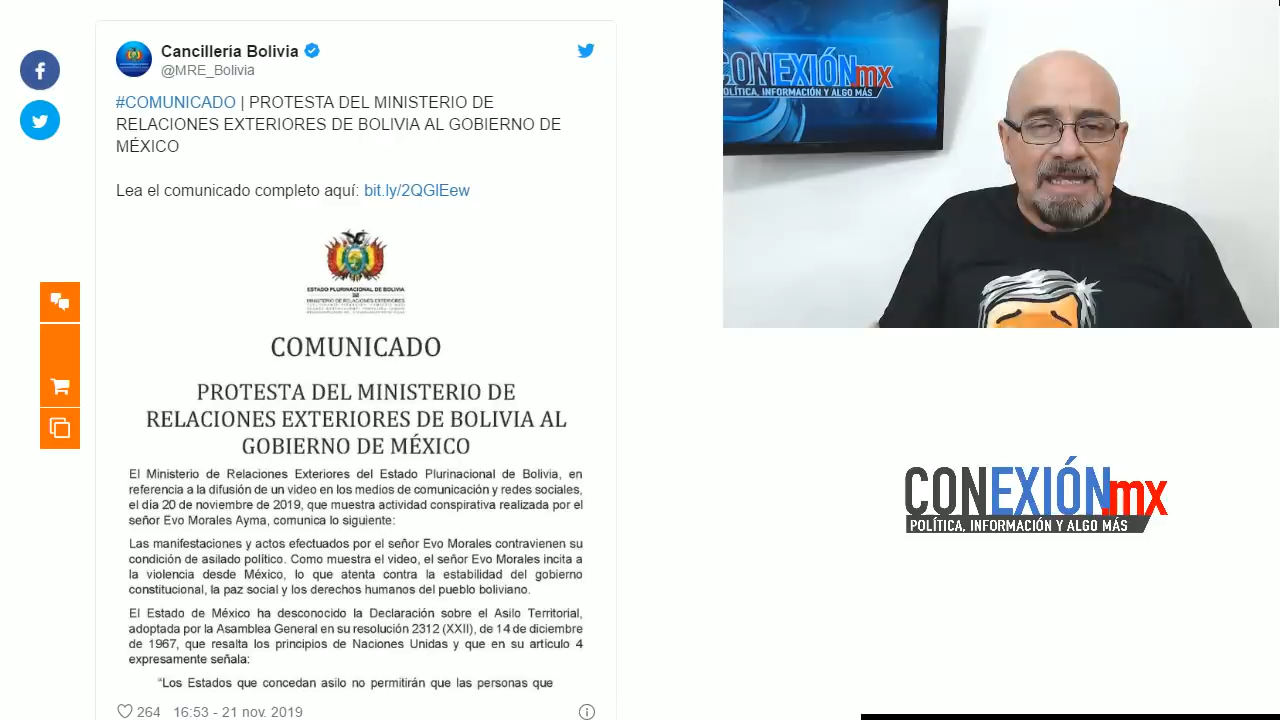 Cancillería Bolivia
@MRE_Bolivia
#COMUNICADO | PROTESTA DEL MINISTERIO DE
RELACIONES EXTERIORES DE BOLIVIA AL GOBIERNO DE
MÉXICO
Lea el comunicado completo aquí: bit.ly/2QGIEew
ESTADO PLURINACIONAL DE BOLIVIA
MINISTERIO DE RELACIONES EXTERIORES
COMUNICADO
PROTESTA DEL MINISTERIO DE
RELACIONES EXTERIORES DE BOLIVIA AL
GOBIERNO DE MÉXICO
El Ministerio de Relaciones Exteriores del Estado Plurinacional de Bolivia, en
referencia a la difusión de un video en los medios de comunicación y redes sociales,
el día 20 de noviembre de 2019, que muestra actividad conspirativa realizada por el
señor Evo Morales Ayma, comunica lo siguiente:
Las manifestaciones y actos efectuados por el señor Evo Morales contravienen su
condición de asilado político. Como muestra el video, el señor Evo Morales incita a
la violencia desde México, lo que atenta contra la estabilidad del gobierno
constitucional, la paz social y los derechos humanos del pueblo boliviano.
El Estado de México ha desconocido la Declaración sobre el Asilo Territorial,
adoptada por la Asamblea General en su resolución 2312 (XXII), de 14 de diciembre
de 1967, que resalta los principios de Naciones Unidas y que en su artículo 4
expresamente señala:
“Los Estados que concedan asilo no permitirán que las personas que
264 16:53 - 21 nov. 2019
CONEXIÓN mx
POLÍTICA, INFORMACIÓN Y ALGO MÁS
CONEXIÓN.mx
POLÍTICA, INFORMACIÓN Y ALGO MÁS